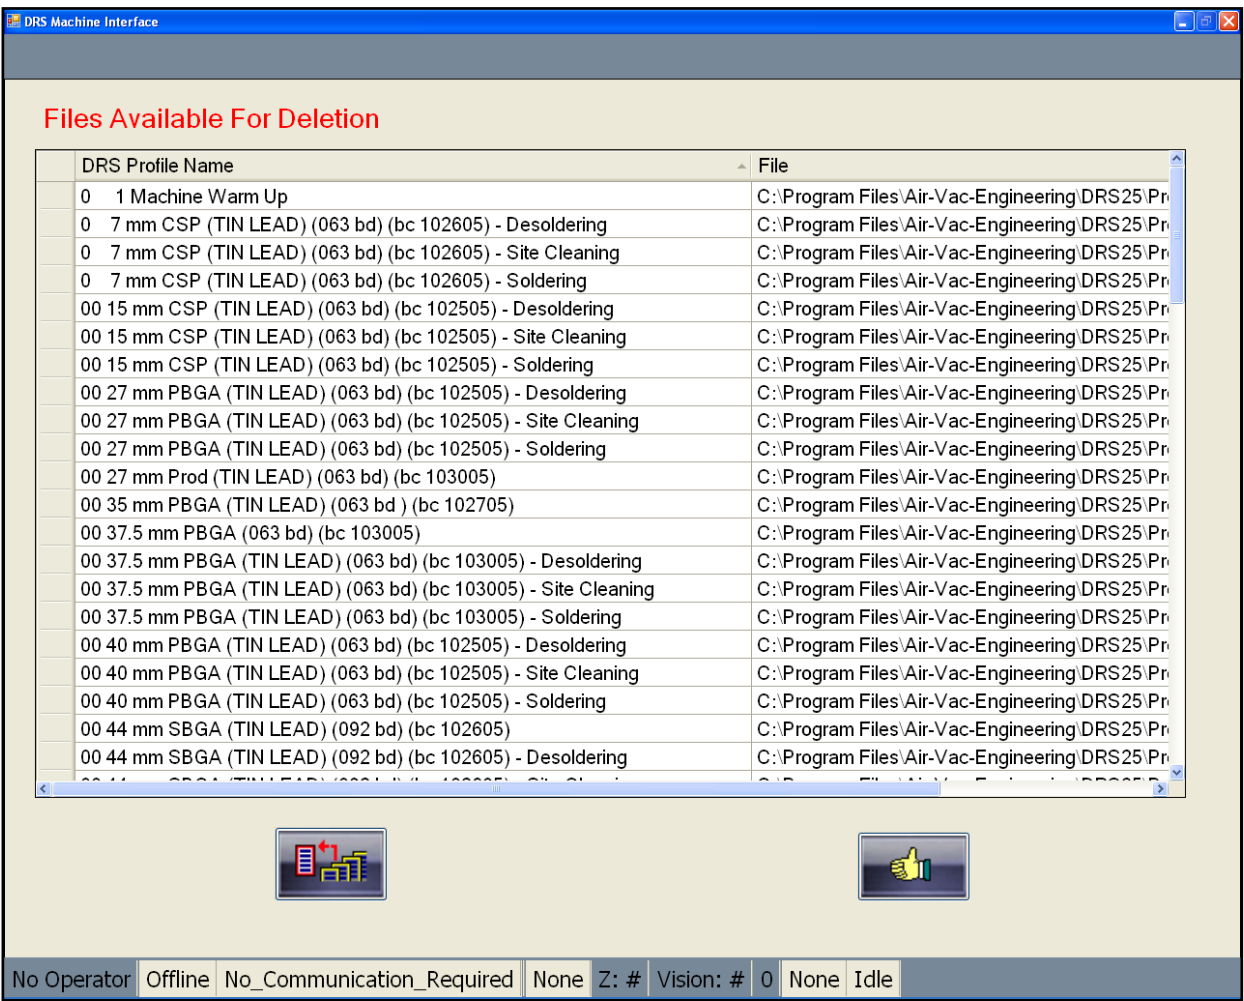 DRS Machine Interface
Files Available For Deletion
DRS Profile Name File
0 1 Machine Warm Up C:\Program Files\Air-Vac-Engineering\DRS25\Pr
0 7 mm CSP (TIN LEAD) (063 bd) (bc 102605) - Desoldering C:\Program Files\Air-Vac-Engineering\DRS25\Pr
0 7 mm CSP (TIN LEAD) (063 bd) (bc 102605) - Site Cleaning C:\Program Files\Air-Vac-Engineering\DRS25\Pr
0 7 mm CSP (TIN LEAD) (063 bd) (bc 102605) - Soldering C:\Program Files\Air-Vac-Engineering\DRS25\Pr
00 15 mm CSP (TIN LEAD) (063 bd) (bc 102505) - Desoldering C:\Program Files\Air-Vac-Engineering\DRS25\Pr
00 15 mm CSP (TIN LEAD) (063 bd) (bc 102505) - Site Cleaning C:\Program Files\Air-Vac-Engineering\DRS25\Pr
00 15 mm CSP (TIN LEAD) (063 bd) (bc 102505) - Soldering C:\Program Files\Air-Vac-Engineering\DRS25\Pr
00 27 mm PBGA (TIN LEAD) (063 bd) (bc 102505) - Desoldering C:\Program Files\Air-Vac-Engineering\DRS25\Pr
00 27 mm PBGA (TIN LEAD) (063 bd) (bc 102505) - Site Cleaning C:\Program Files\Air-Vac-Engineering\DRS25\Pr
00 27 mm PBGA (TIN LEAD) (063 bd) (bc 102505) - Soldering C:\Program Files\Air-Vac-Engineering\DRS25\Pr
00 27 mm Prod (TIN LEAD) (063 bd) (bc 103005) C:\Program Files\Air-Vac-Engineering\DRS25\Pr
00 35 mm PBGA (TIN LEAD) (063 bd ) (bc 102705) C:\Program Files\Air-Vac-Engineering\DRS25\Pr
00 37.5 mm PBGA (063 bd) (bc 103005) C:\Program Files\Air-Vac-Engineering\DRS25\Pr
00 37.5 mm PBGA (TIN LEAD) (063 bd) (bc 103005) - Desoldering C:\Program Files\Air-Vac-Engineering\DRS25\Pr
00 37.5 mm PBGA (TIN LEAD) (063 bd) (bc 103005) - Site Cleaning C:\Program Files\Air-Vac-Engineering\DRS25\Pr
00 37.5 mm PBGA (TIN LEAD) (063 bd) (bc 103005) - Soldering C:\Program Files\Air-Vac-Engineering\DRS25\Pr
00 40 mm PBGA (TIN LEAD) (063 bd) (bc 102505) - Desoldering C:\Program Files\Air-Vac-Engineering\DRS25\Pr
00 40 mm PBGA (TIN LEAD) (063 bd) (bc 102505) - Site Cleaning C:\Program Files\Air-Vac-Engineering\DRS25\Pr
00 40 mm PBGA (TIN LEAD) (063 bd) (bc 102505) - Soldering C:\Program Files\Air-Vac-Engineering\DRS25\Pr
00 44 mm SBGA (TIN LEAD) (092 bd) (bc 102605) C:\Program Files\Air-Vac-Engineering\DRS25\Pr
00 44 mm SBGA (TIN LEAD) (092 bd) (bc 102605) - Desoldering C:\Program Files\Air-Vac-Engineering\DRS25\Pr
No Operator Offline No_Communication_Required None Z: # Vision: # 0 None Idle